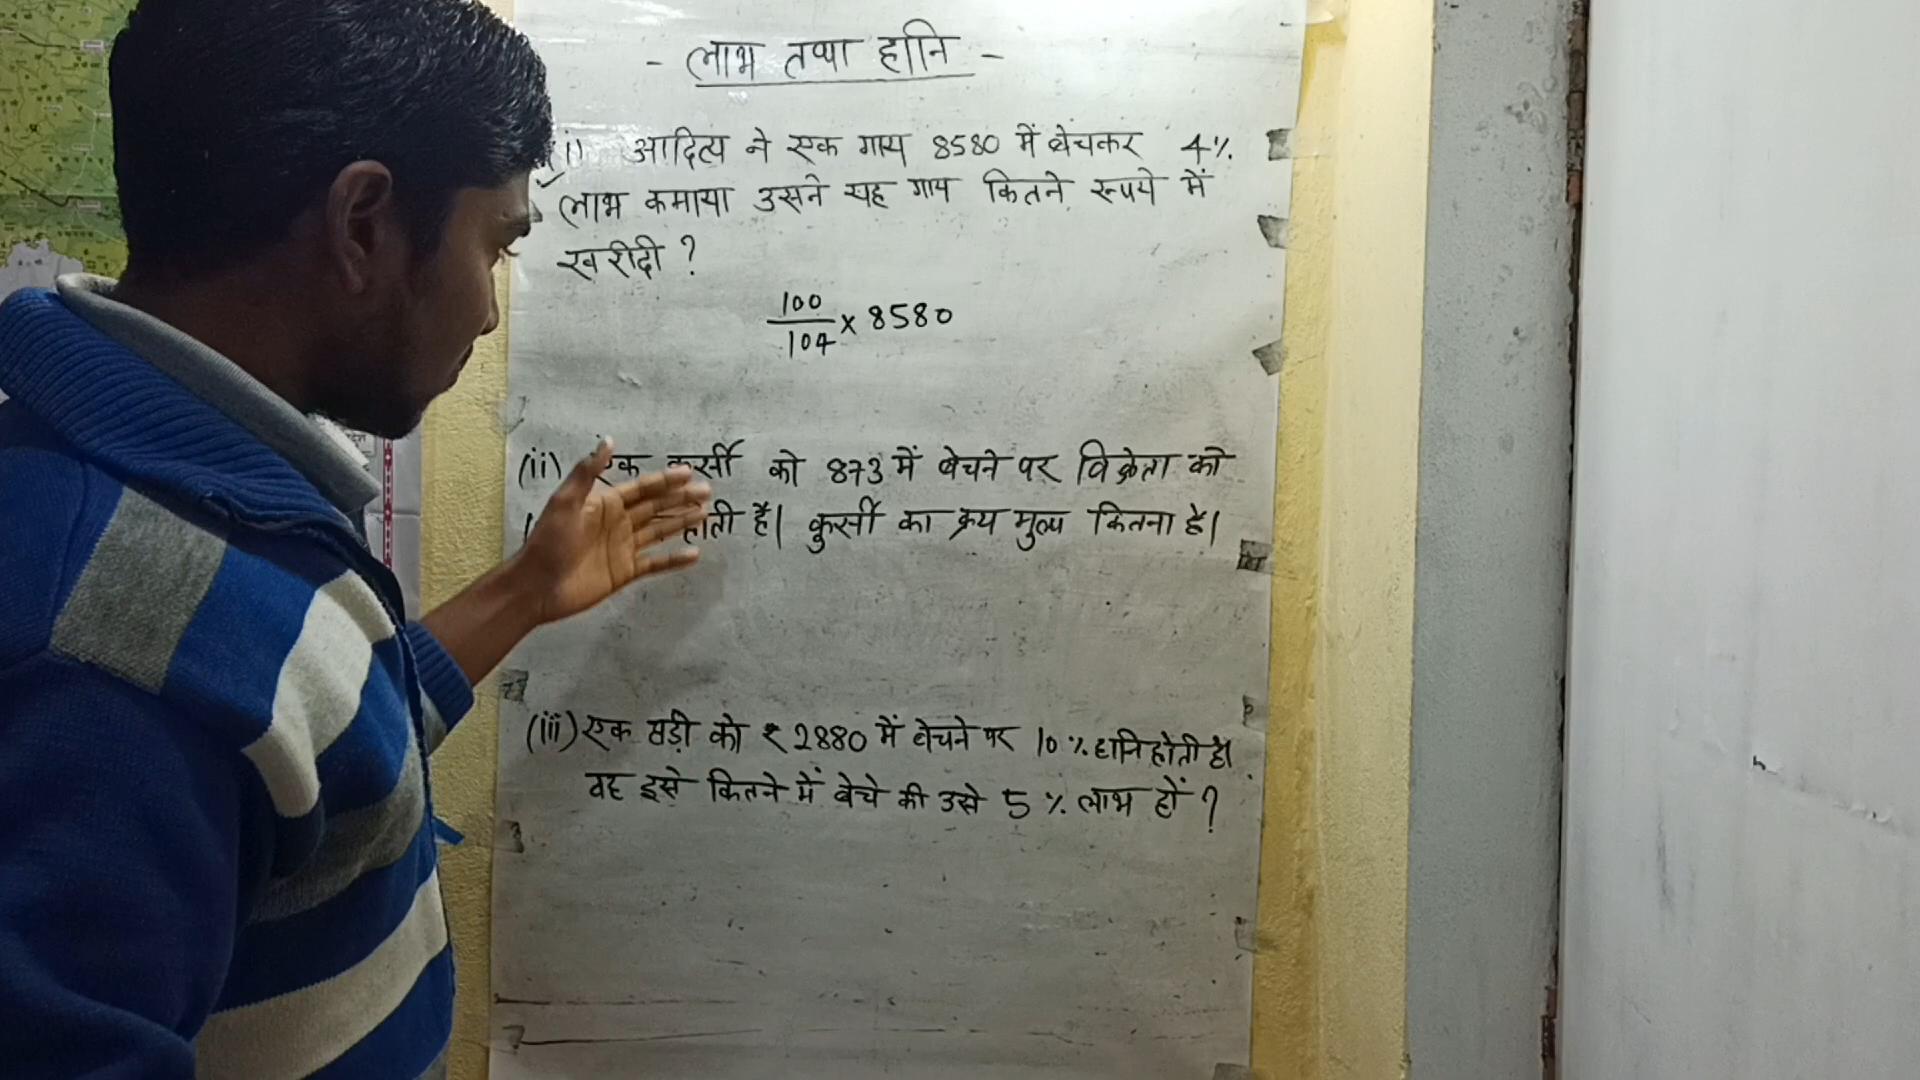 - लाभ तथा हानि -
(i) आदित्य ने एक गाय 8580 में बेचकर 4%
लाभ कमाया उसने यह गाय कितने रूपये में
खरीदी ?
100
104 × 8580
(ii) एक कुर्सी को 873 में बेचने पर विक्रेता को
होती है। कुर्सी का क्रय मुल्य कितना है।
(iii) एक घड़ी को ₹ 2880 में बेचने पर 10 % हानि होती है।
वह इसे कितने में बेचे की उसे 5 % लाभ हों ?